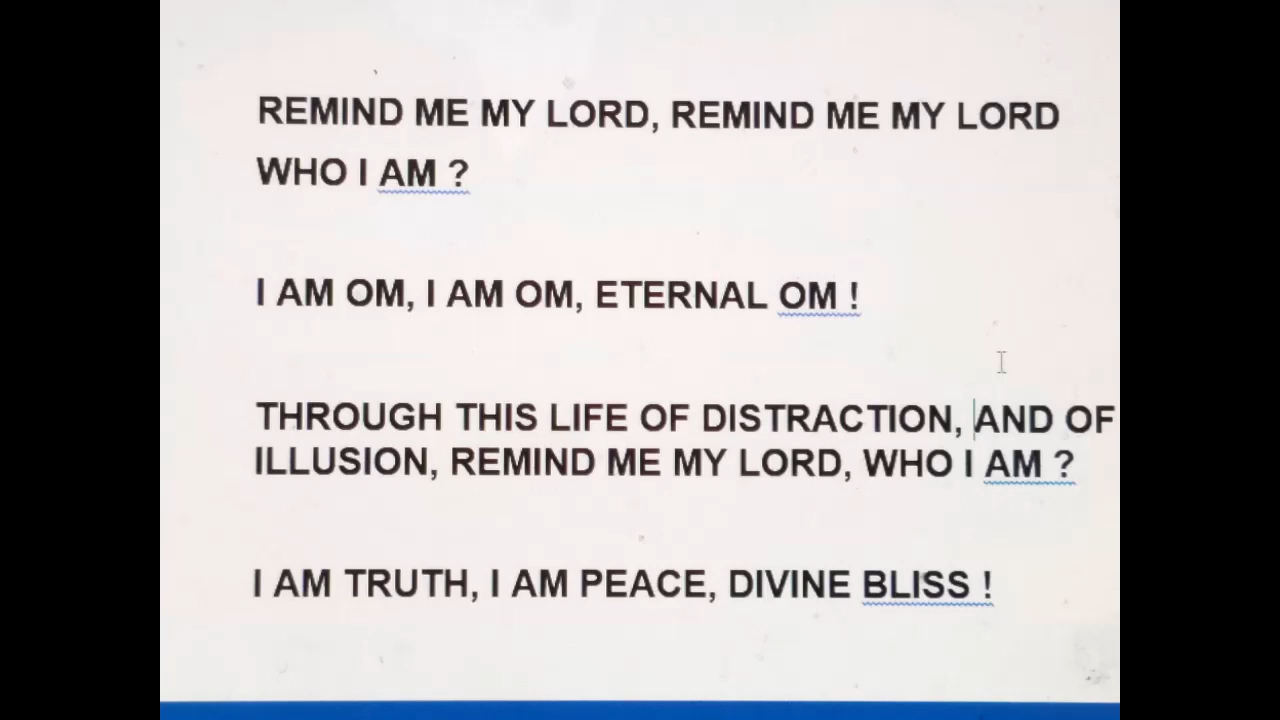 REMIND ME MY LORD, REMIND ME MY LORD
WHO I AM ?
I AM OM, I AM OM, ETERNAL OM !
THROUGH THIS LIFE OF DISTRACTION, AND OF
ILLUSION, REMIND ME MY LORD, WHO I AM ?
I AM TRUTH, I AM PEACE, DIVINE BLISS !